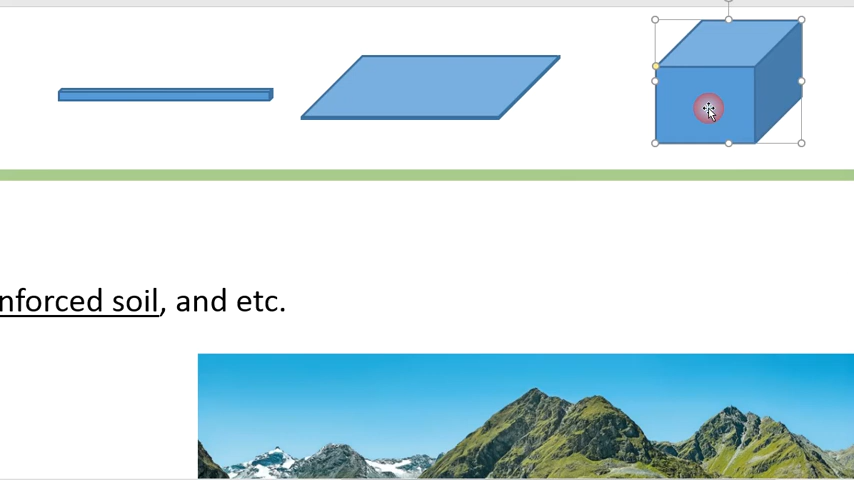 nforced soil, and etc.